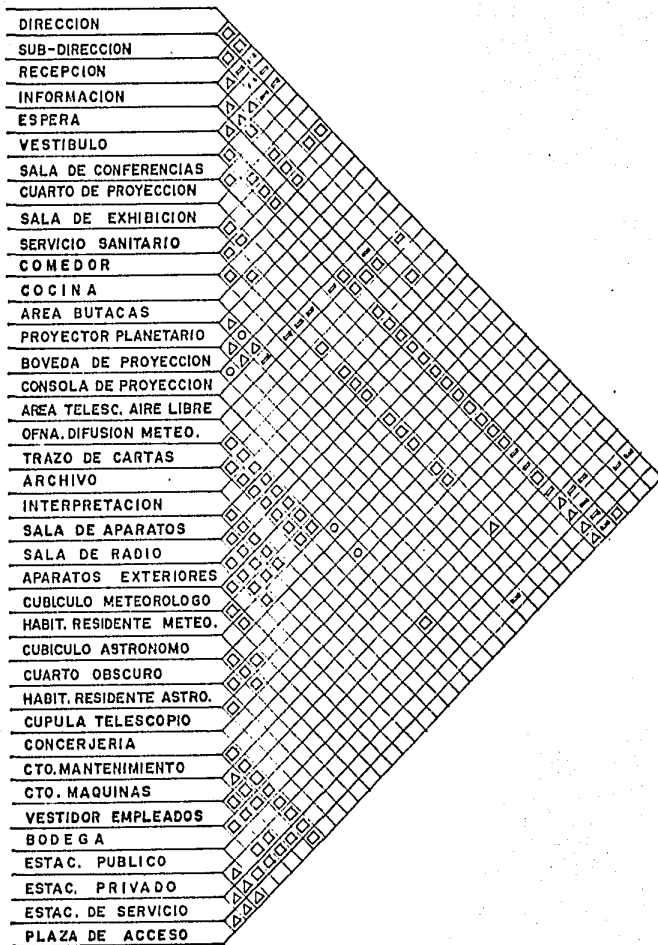 DIRECCION
SUB-DIRECCION
RECEPCION
INFORMACION
ESPERA
VESTIBULO
SALA DE CONFERENCIAS
CUARTO DE PROYECCION
SALA DE EXHIBICION
SERVICIO SANITARIO
COMEDOR
COCINA
AREA BUTACAS
PROYECTOR PLANETARIO
BOVEDA DE PROYECCION
CONSOLA DE PROYECCION
AREA TELESC. AIRE LIBRE
OFNA. DIFUSION METEO.
TRAZO DE CARTAS
ARCHIVO
INTERPRETACION
SALA DE APARATOS
SALA DE RADIO
APARATOS EXTERIORES
CUBICULO METEOROLOGO
HABIT. RESIDENTE METEO.
CUBICULO ASTRONOMO
CUARTO OBSCURO
HABIT. RESIDENTE ASTRO.
CUPULA TELESCOPIO
CONCERJERIA
CTO. MANTENIMIENTO
CTO. MAQUINAS
VESTIDOR EMPLEADOS
BODEGA
ESTAC. PUBLICO
ESTAC. PRIVADO
ESTAC. DE SERVICIO
PLAZA DE ACCESO